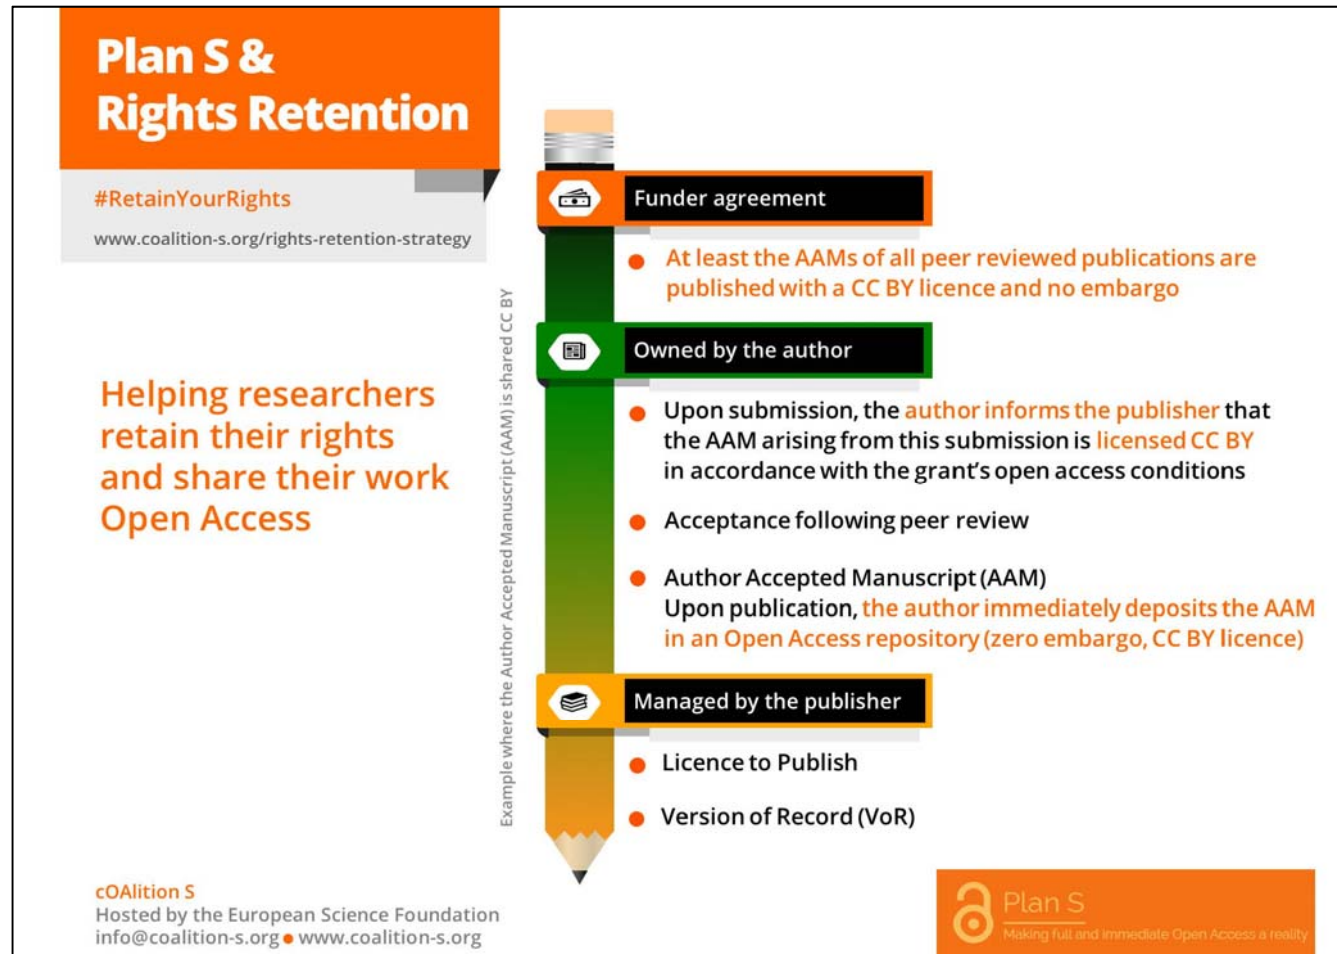 Plan S &
Rights Retention
#RetainYourRights
www.coalition-s.org/rights-retention-strategy
Helping researchers
retain their rights
and share their work
Open Access
Example where the Author Accepted Manuscript (AAM) is shared CC BY
Funder agreement
At least the AAMs of all peer reviewed publications are
published with a CC BY licence and no embargo
Owned by the author
Upon submission, the author informs the publisher that
the AAM arising from this submission is licensed CC BY
in accordance with the grant's open access conditions
Acceptance following peer review
Author Accepted Manuscript (AAM)
Upon publication, the author immediately deposits the AAM
in an Open Access repository (zero embargo, CC BY licence)
Managed by the publisher
Licence to Publish
Version of Record (VoR)
cOAlition S
Hosted by the European Science Foundation
info@coalition-s.org ● www.coalition-s.org
Plan S
Making full and immediate Open Access a reality